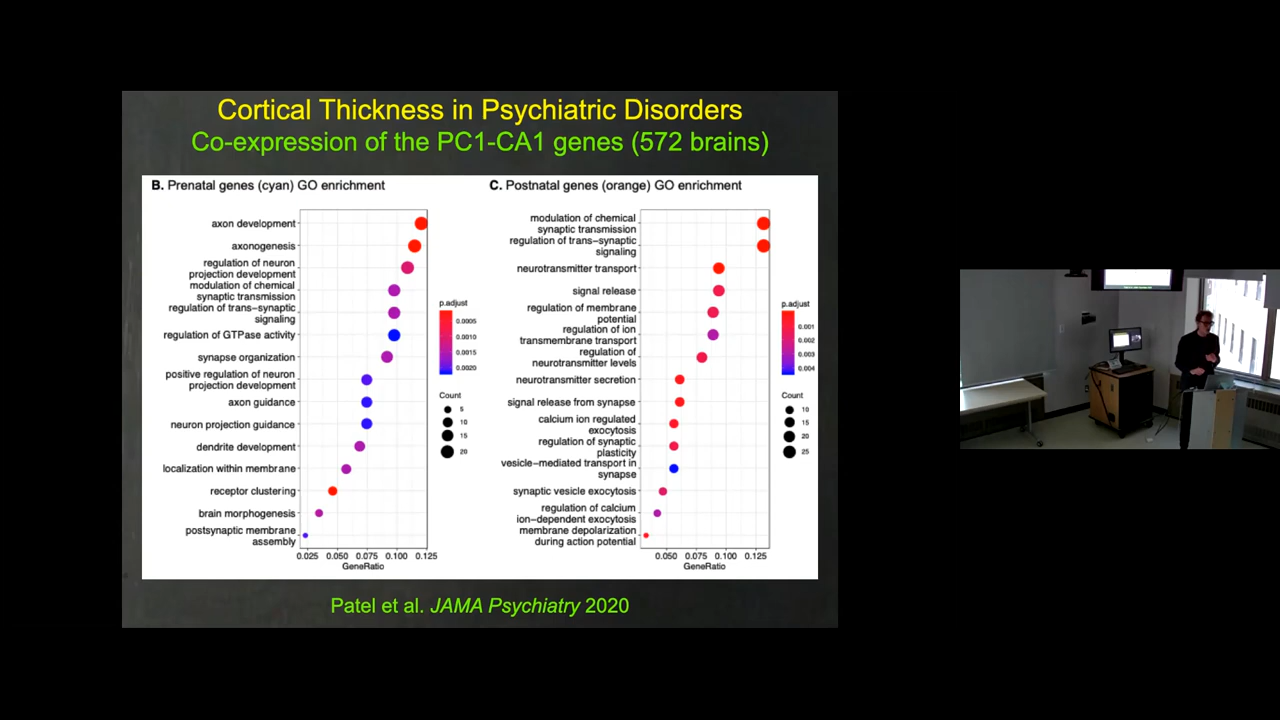 Cortical Thickness in Psychiatric Disorders
Co-expression of the PC1-CA1 genes (572 brains)
B. Prenatal genes (cyan) GO enrichment
axon development
axonogenesis
regulation of neuron
projection development
modulation of chemical
synaptic transmission
regulation of trans−synaptic
signaling
regulation of GTPase activity
synapse organization
positive regulation of neuron
projection development
axon guidance
neuron projection guidance
dendrite development
localization within membrane
receptor clustering
brain morphogenesis
postsynaptic membrane
assembly
0.025 0.050 0.075 0.100 0.125
GeneRatio
p.adjust
0.0005
0.0010
0.0015
0.0020
Count
5
10
15
20
C. Postnatal genes (orange) GO enrichment
modulation of chemical
synaptic transmission
regulation of trans−synaptic
signaling
neurotransmitter transport
signal release
regulation of membrane
potential
regulation of ion
transmembrane transport
regulation of
neurotransmitter levels
neurotransmitter secretion
signal release from synapse
calcium ion regulated
exocytosis
regulation of synaptic
plasticity
vesicle−mediated transport in
synapse
synaptic vesicle exocytosis
regulation of calcium
ion−dependent exocytosis
membrane depolarization
during action potential
0.050 0.075 0.100 0.125
GeneRatio
p.adjust
0.001
0.002
0.003
0.004
Count
10
15
20
25
Patel et al. JAMA Psychiatry 2020